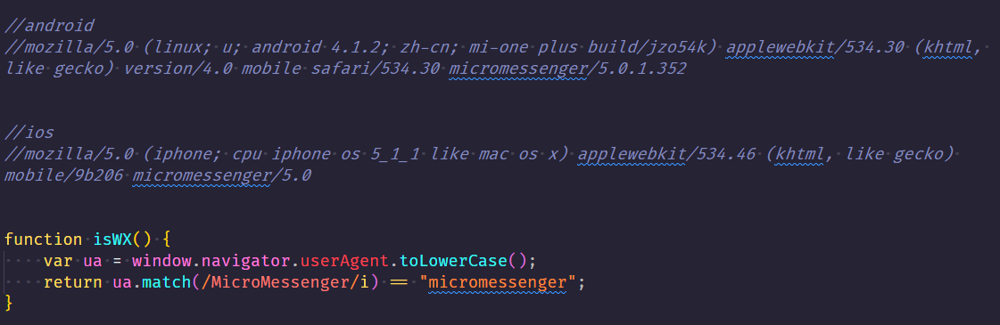 //android
//mozilla/5.0 (linux; u; android 4.1.2; zh-cn; mi-one plus build/jzo54k) applewebkit/534.30 (khtml,
like gecko) version/4.0 mobile safari/534.30 micromessenger/5.0.1.352
//ios
//mozilla/5.0 (iphone; cpu iphone os 5_1_1 like mac os x) applewebkit/534.46 (khtml, like gecko)
mobile/9b206 micromessenger/5.0
function isWX() {
    var ua = window.navigator.userAgent.toLowerCase();
    return ua.match(/MicroMessenger/i) == "micromessenger";
}